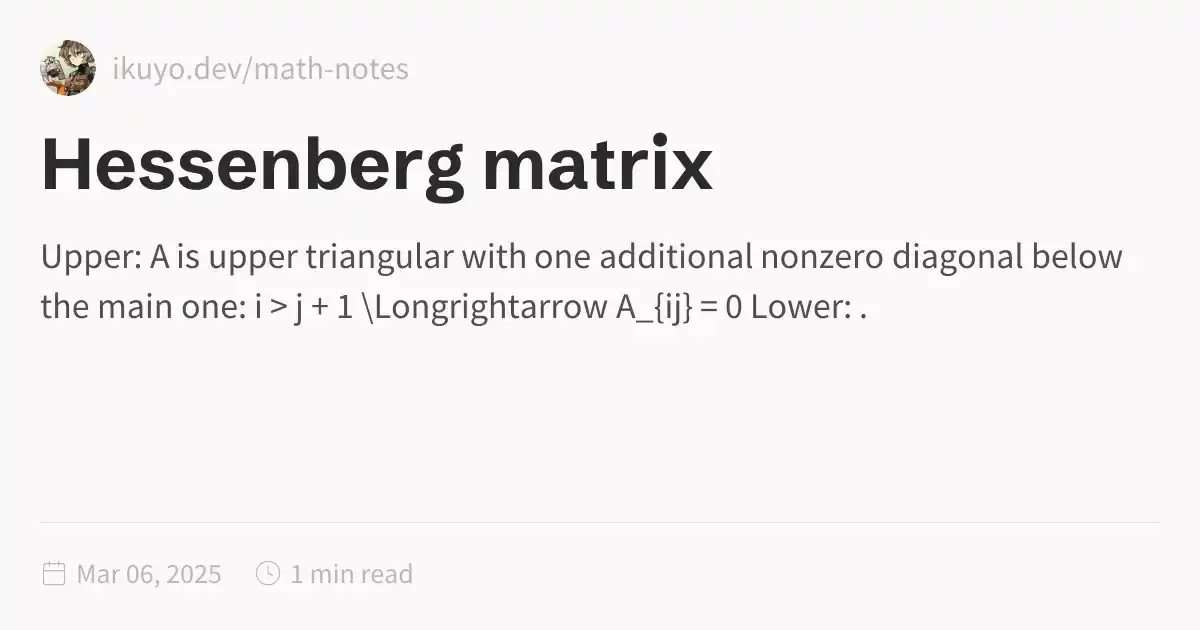 ikuyo.dev/math-notes
Hessenberg matrix
Upper: A is upper triangular with one additional nonzero diagonal below
the main one: i > j + 1 \Longrightarrow A_{ij} = 0 Lower: .
Mar 06, 2025 1 min read